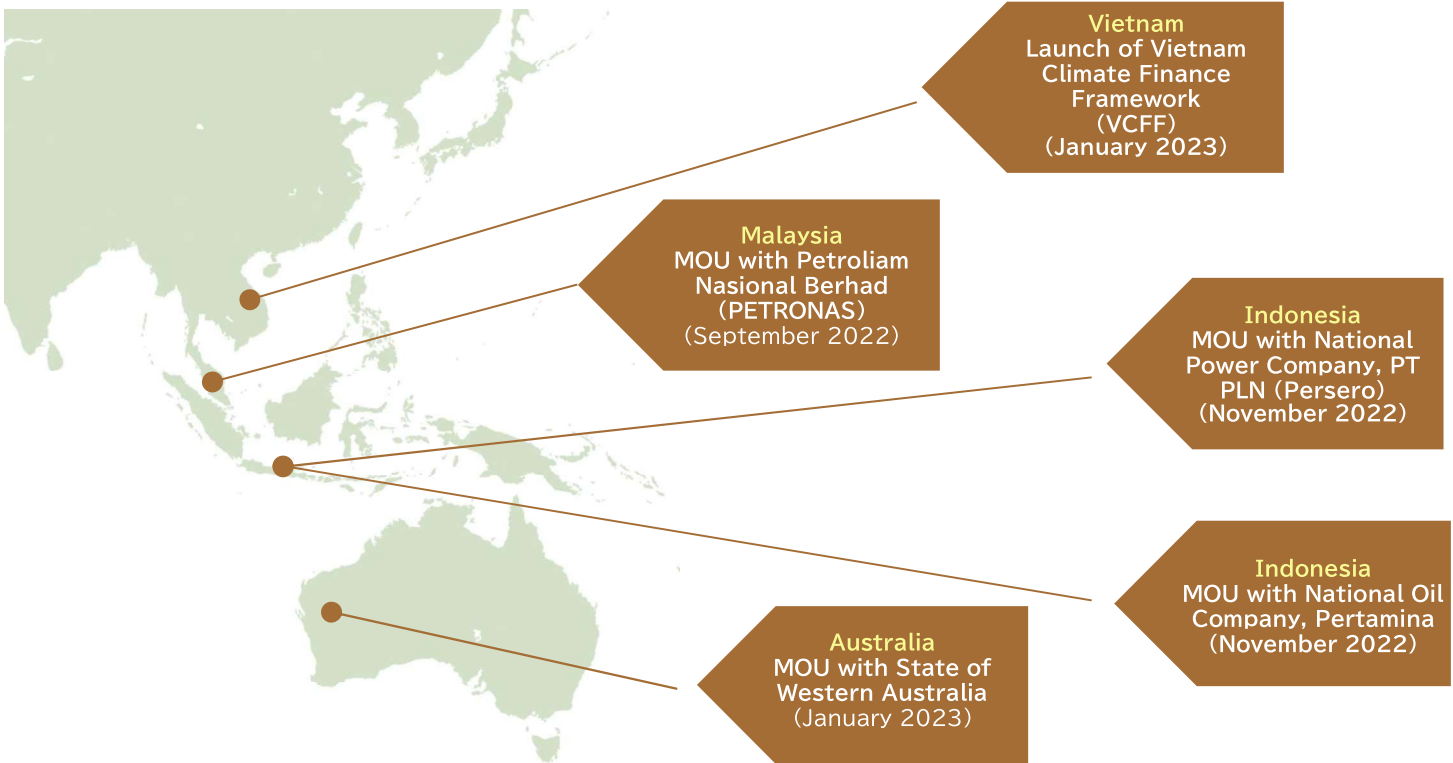 Vietnam
Launch of Vietnam
Climate Finance
Framework
(VCFF)
(January 2023)
Malaysia
MOU with Petroliam
Nasional Berhad
(PETRONAS)
(September 2022)
Indonesia
MOU with National
Power Company, PT
PLN (Persero)
(November 2022)
Indonesia
MOU with National Oil
Company, Pertamina
(November 2022)
Australia
MOU with State of
Western Australia
(January 2023)